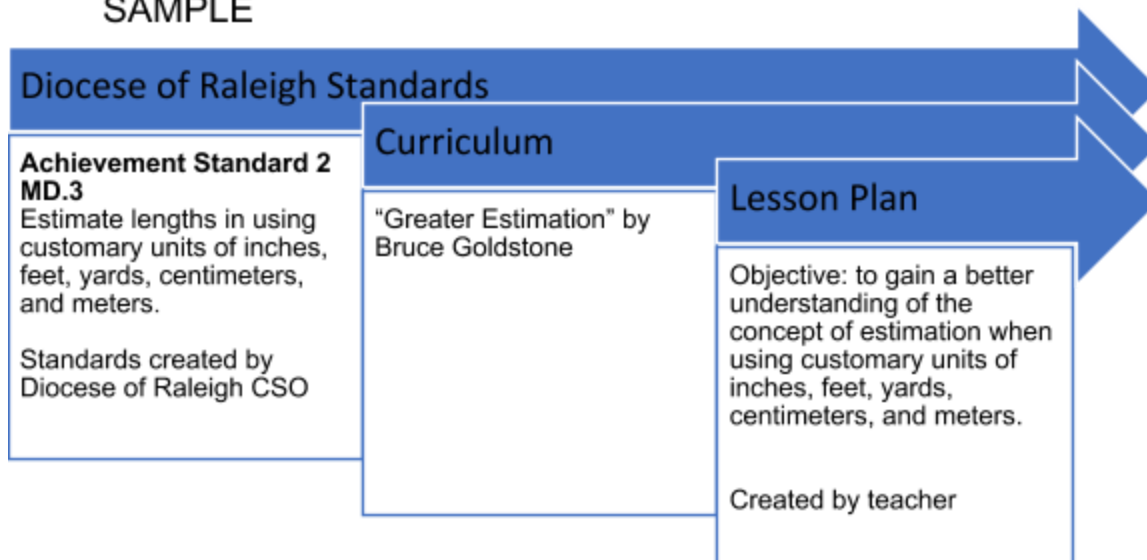 SAMPLE
Diocese of Raleigh Standards
Achievement Standard 2
MD.3
Estimate lengths in using
customary units of inches,
feet, yards, centimeters,
and meters.
Standards created by
Diocese of Raleigh CSO
Curriculum
“Greater Estimation” by
Bruce Goldstone
Lesson Plan
Objective: to gain a better
understanding of the
concept of estimation when
using customary units of
inches, feet, yards,
centimeters, and meters.
Created by teacher